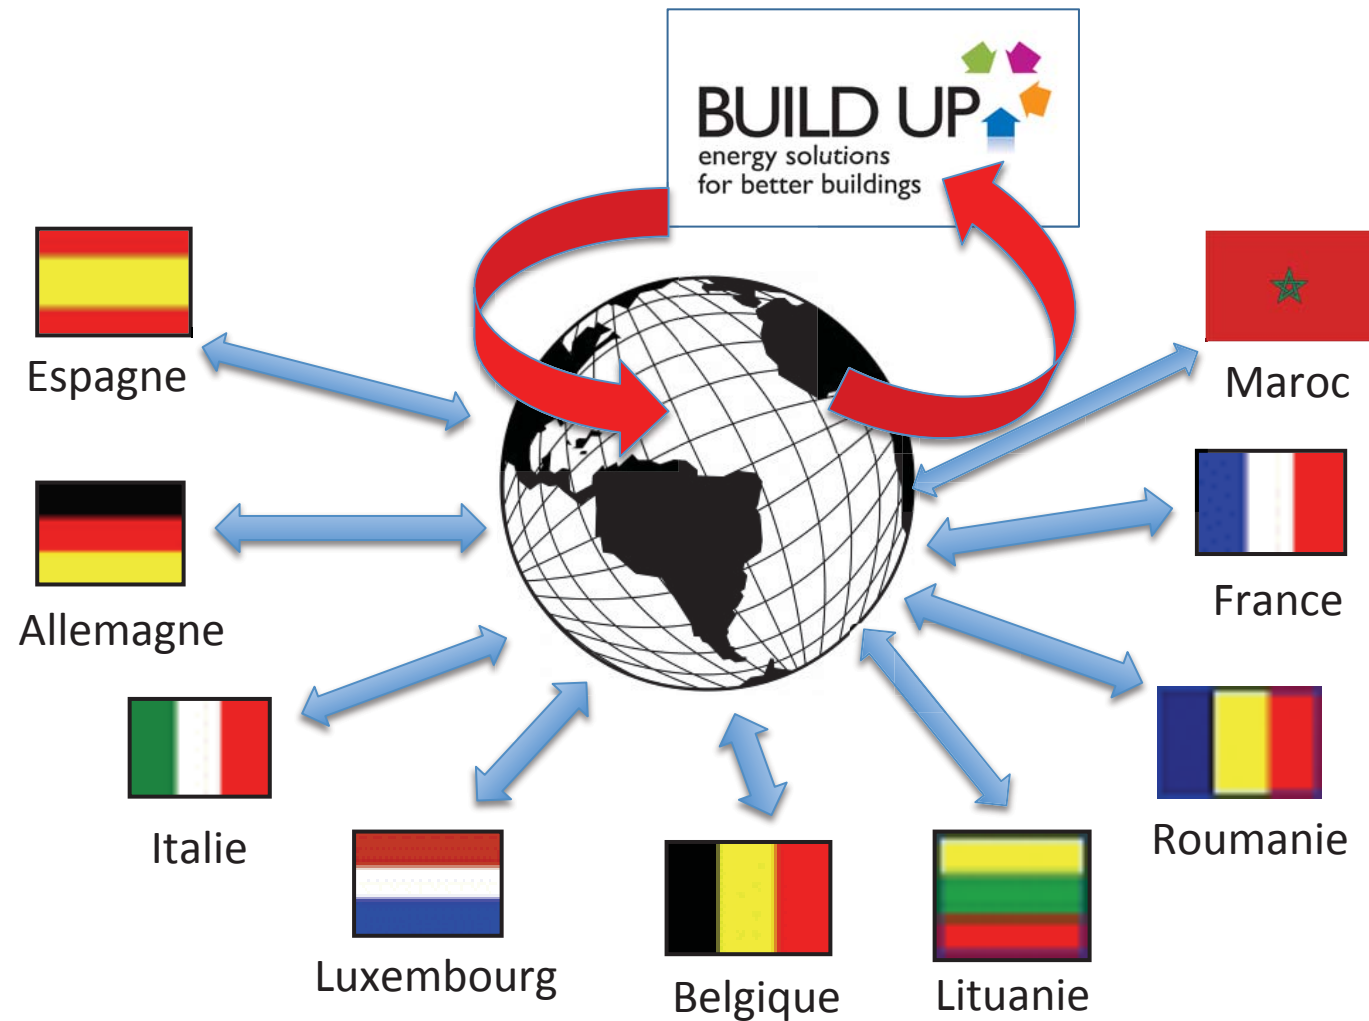 BUILD UP
energy solutions
for better buildings
Espagne
Maroc
Allemagne
France
Italie
Roumanie
Luxembourg
Belgique
Lituanie